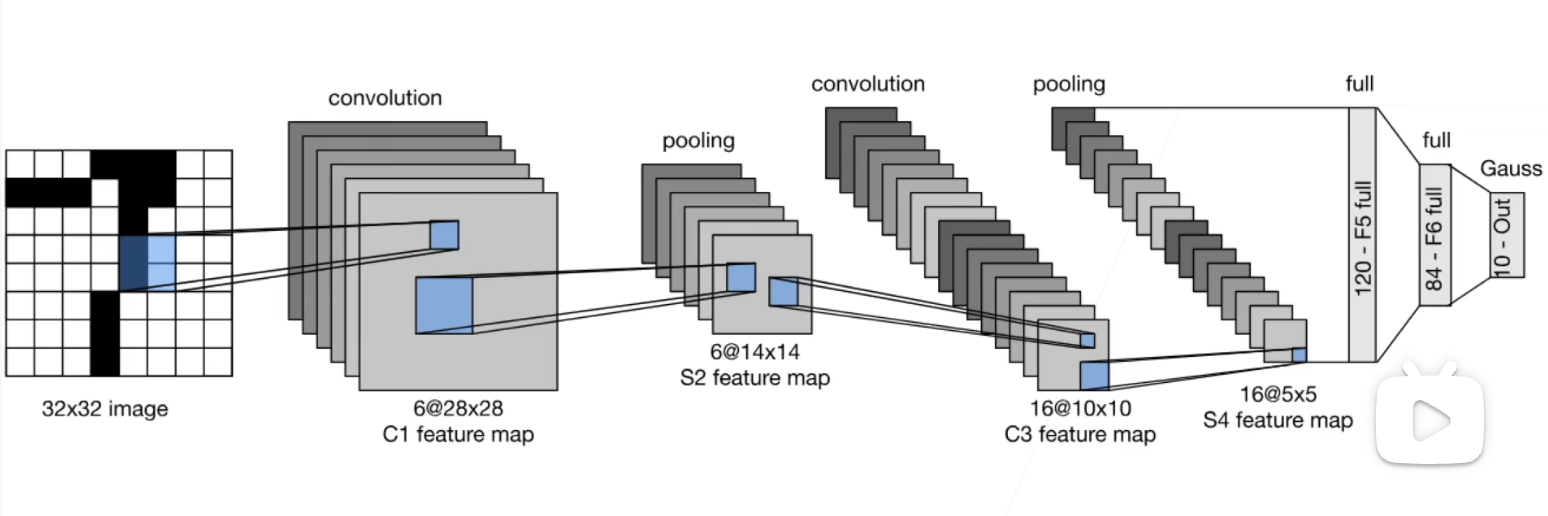 convolution
pooling
convolution
pooling
full
full
Gauss
120 - F5 full
84 - F6 full
10 - Out
32x32 image
6@28x28
C1 feature map
6@14x14
S2 feature map
16@10x10
C3 feature map
16@5x5
S4 feature map